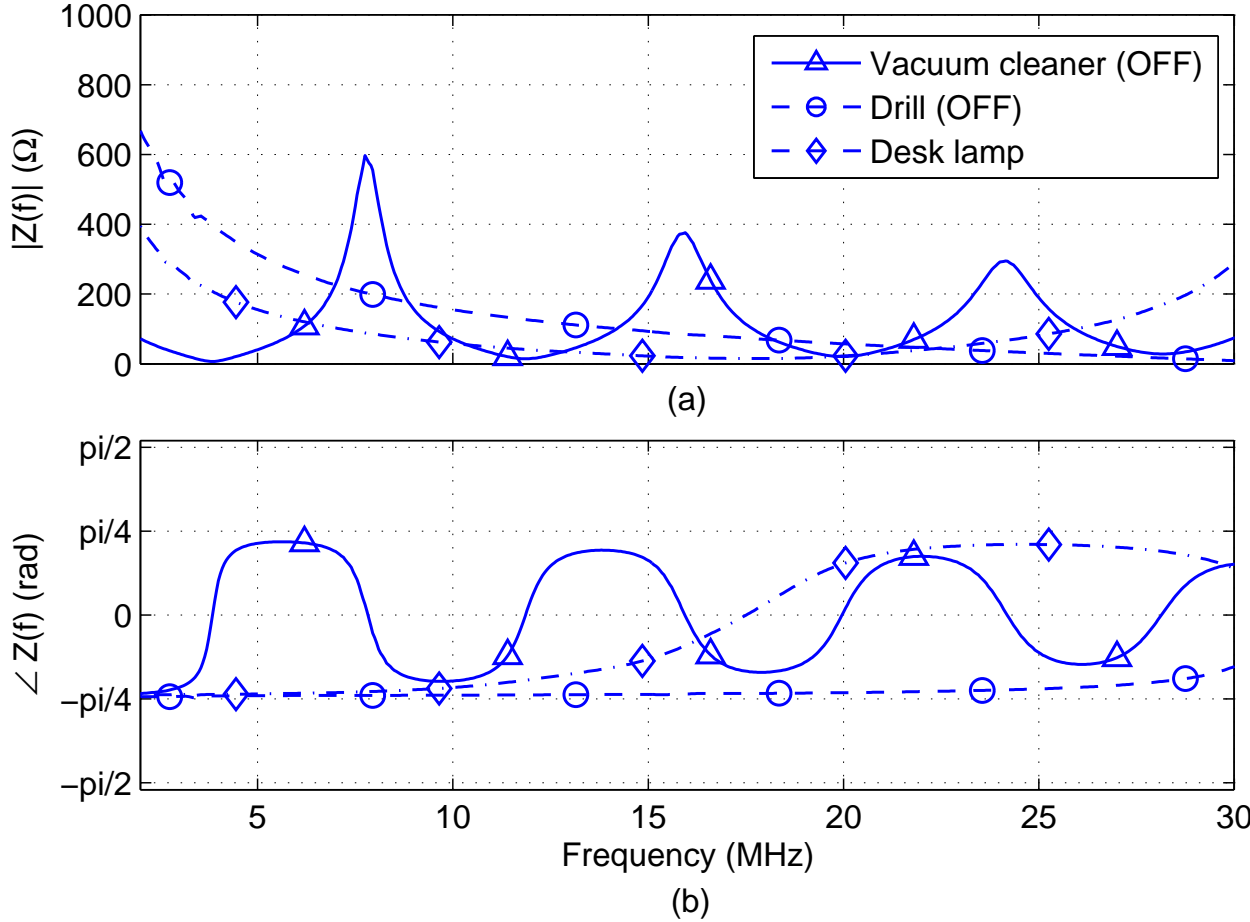 1000
800
600
400
200
0
|Z(f)| (Ω)
Vacuum cleaner (OFF)
Drill (OFF)
Desk lamp
(a)
pi/2
pi/4
0
−pi/4
−pi/2
∠ Z(f) (rad)
5 10 15 20 25 30
Frequency (MHz)
(b)